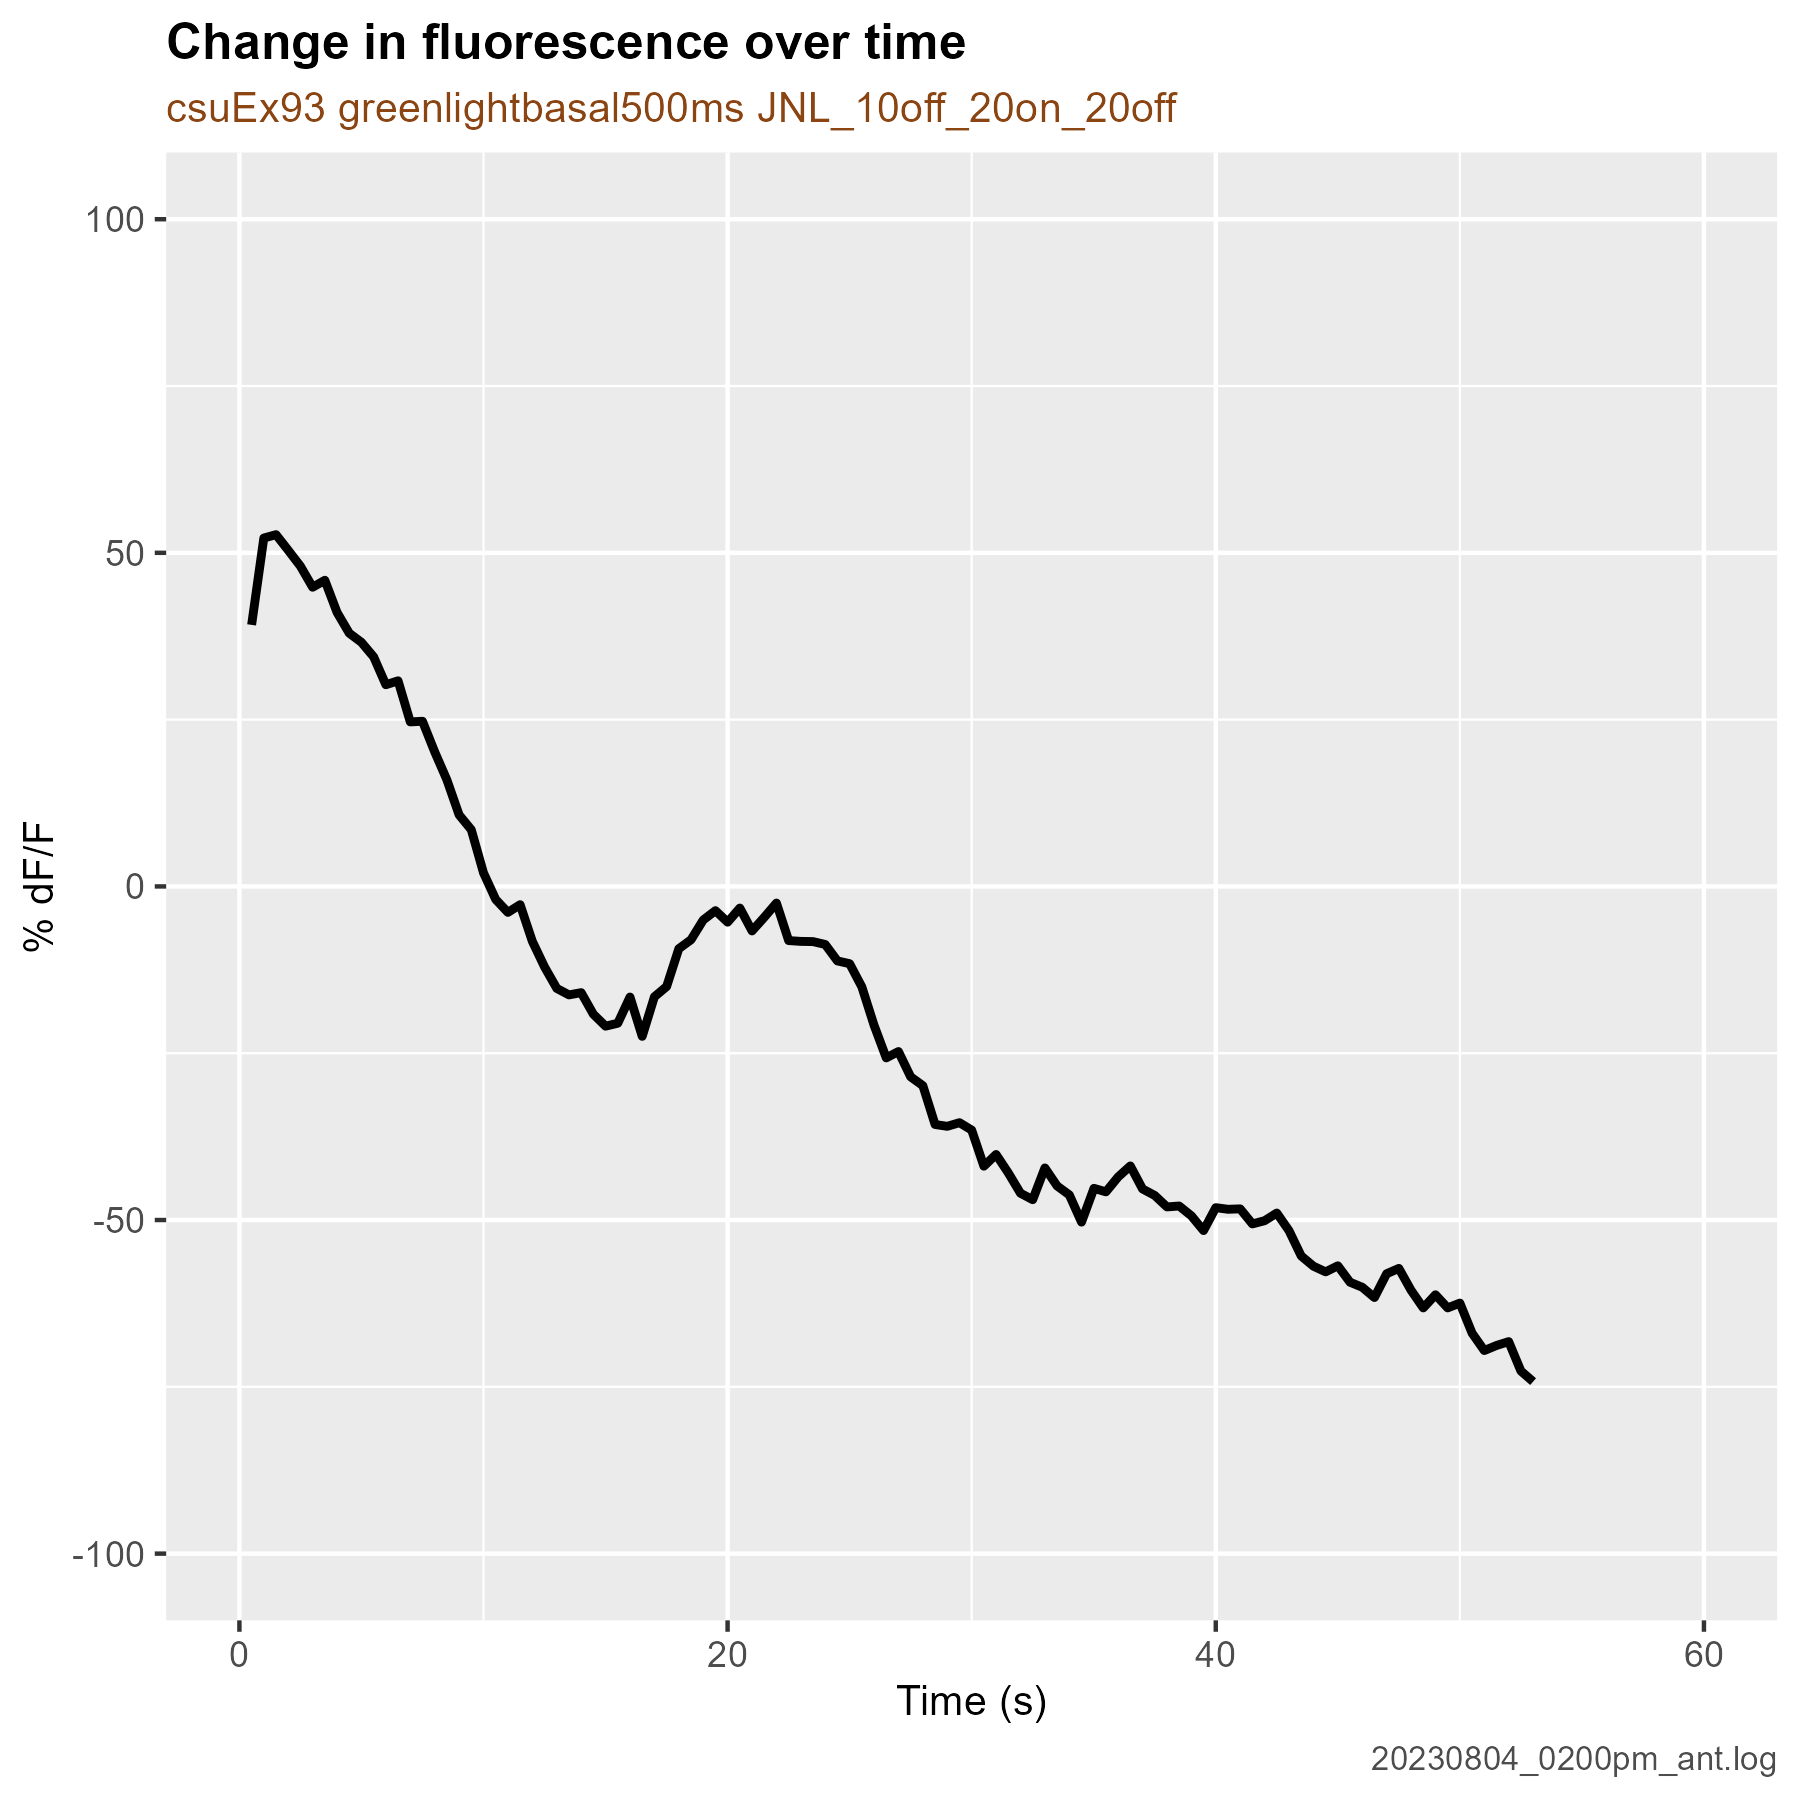 Change in fluorescence over time
csuEx93 greenlightbasal500ms JNL_10off_20on_20off
100
50
0
-50
-100
% dF/F
0 20 40 60
Time (s)
20230804_0200pm_ant.log